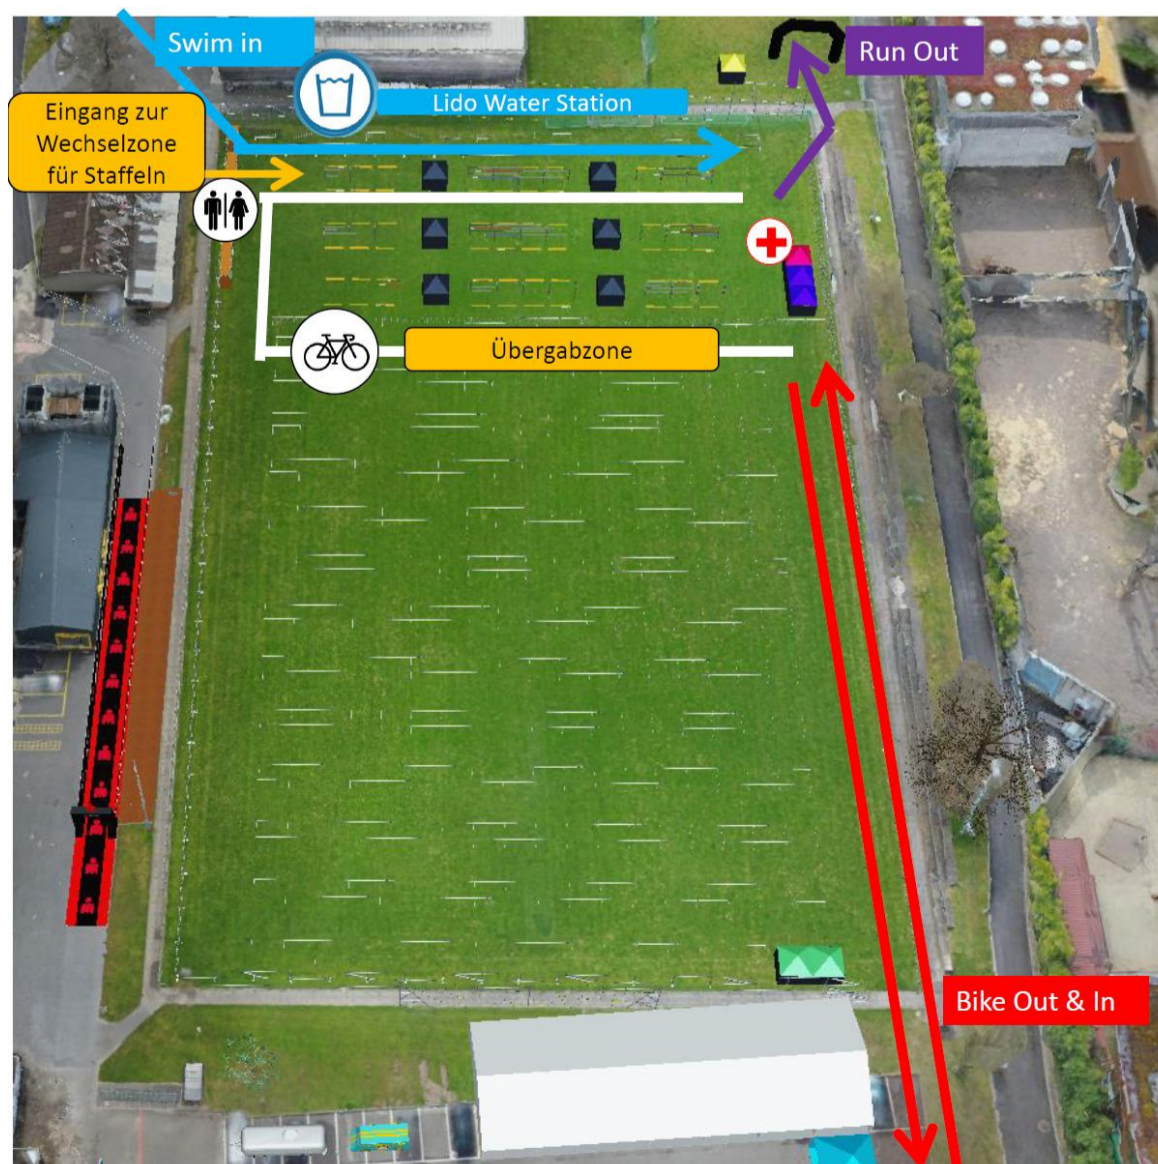 Swim in
Run Out
Lido Water Station
Eingang zur
Wechselzone
für Staffeln
Übergabzone
Bike Out & In